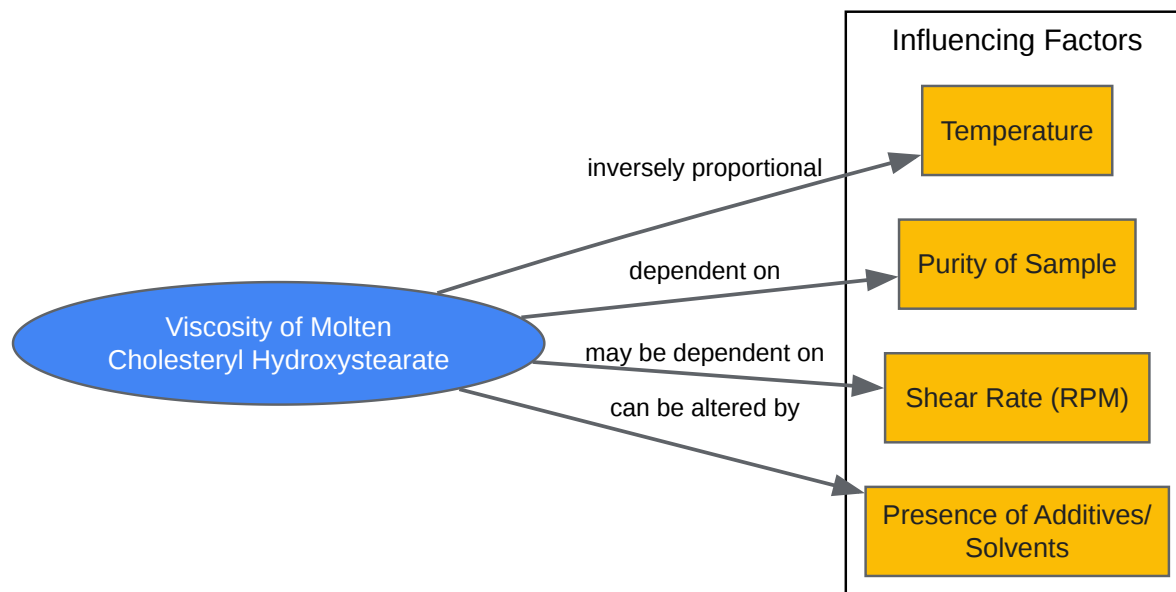 Influencing Factors
Temperature
inversely proportional
Purity of Sample
dependent on
Viscosity of Molten
Cholesteryl Hydroxystearate
may be dependent on
Shear Rate (RPM)
can be altered by
Presence of Additives/
Solvents